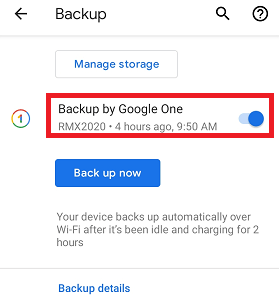 Backup
Manage storage
1
Backup by Google One
RMX2020 • 4 hours ago, 9:50 AM
Back up now
Your device backs up automatically over
Wi-Fi after it's been idle and charging for 2
hours
Backup details